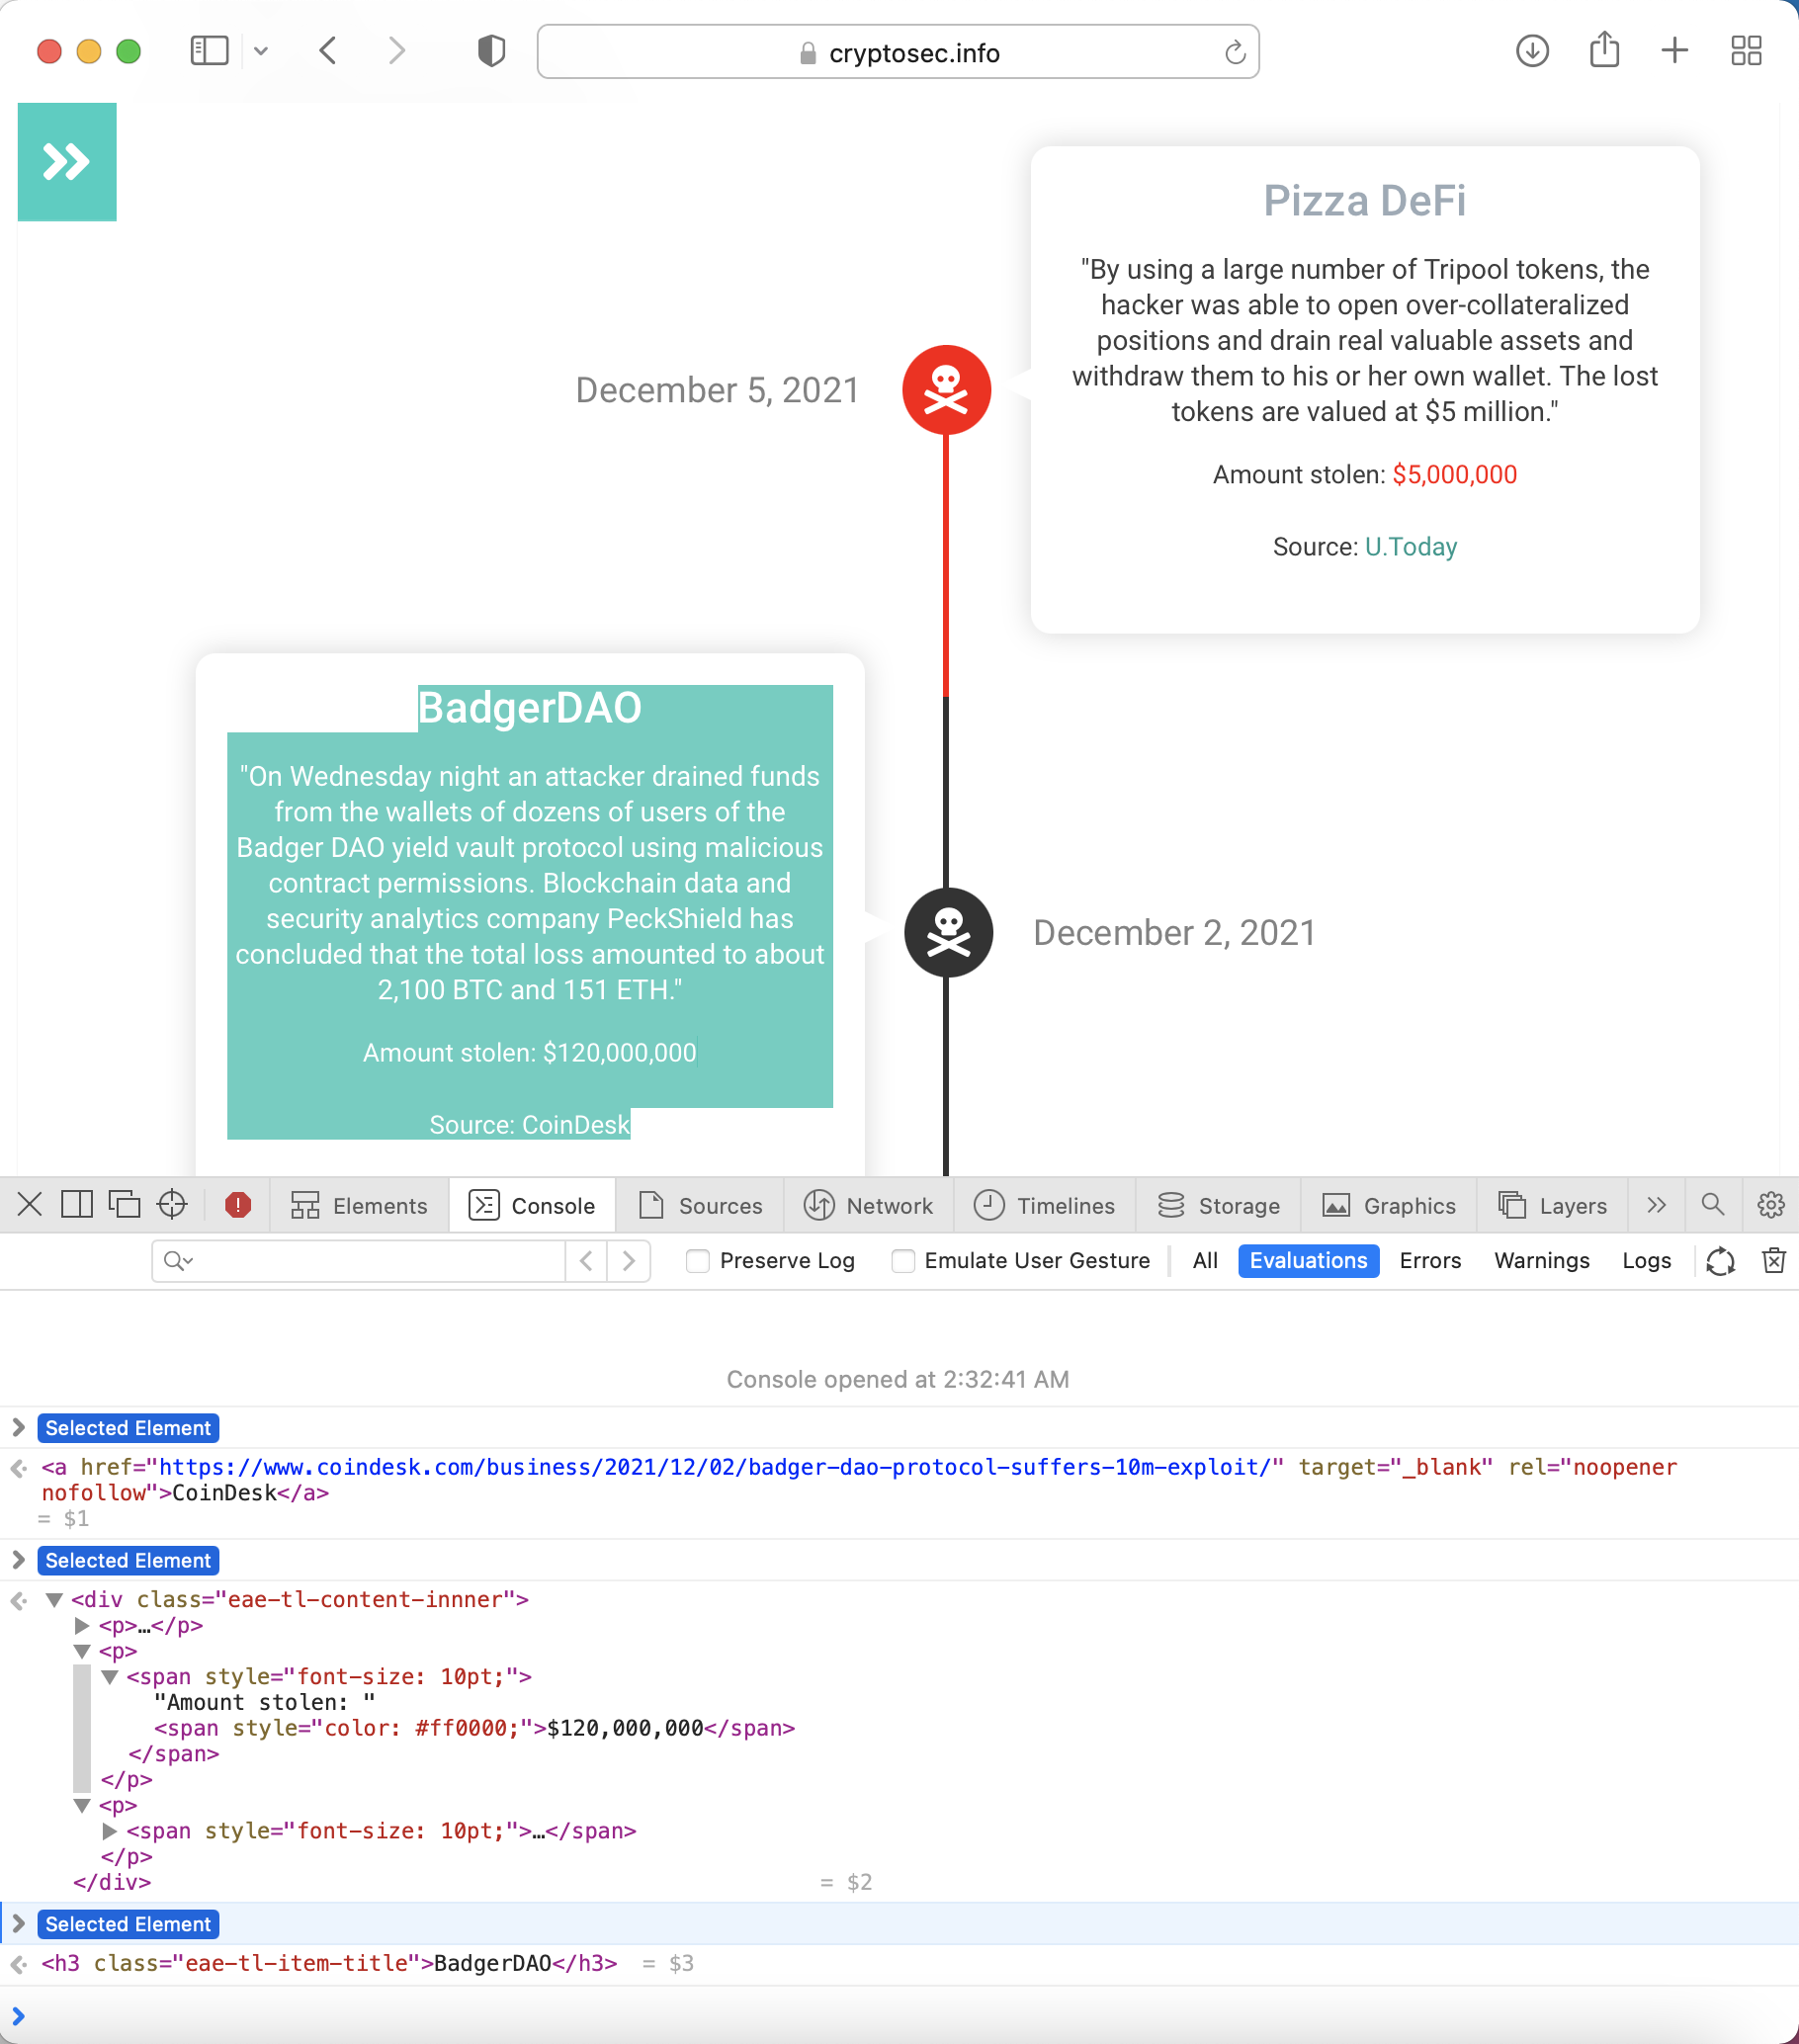 cryptosec.info
Pizza DeFi
"By using a large number of Tripool tokens, the
hacker was able to open over-collateralized
positions and drain real valuable assets and
withdraw them to his or her own wallet. The lost
tokens are valued at $5 million."
Amount stolen: $5,000,000
Source: U.Today
December 5, 2021
BadgerDAO
"On Wednesday night an attacker drained funds
from the wallets of dozens of users of the
Badger DAO yield vault protocol using malicious
contract permissions. Blockchain data and
security analytics company PeckShield has
concluded that the total loss amounted to about
2,100 BTC and 151 ETH."
Amount stolen: $120,000,000
Source: CoinDesk
December 2, 2021
Elements Console Sources Network Timelines Storage Graphics Layers
Preserve Log Emulate User Gesture All Evaluations Errors Warnings Logs
Console opened at 2:32:41 AM
Selected Element
<a href="https://www.coindesk.com/business/2021/12/02/badger-dao-protocol-suffers-10m-exploit/" target="_blank" rel="noopener
nofollow">CoinDesk</a>
= $1
Selected Element
<div class="eae-tl-content-innner">
<p>…</p>
<p>
<span style="font-size: 10pt;">
"Amount stolen: "
<span style="color: #ff0000;">$120,000,000</span>
</span>
</p>
<p>
<span style="font-size: 10pt;">…</span>
</p>
</div> = $2
Selected Element
<h3 class="eae-tl-item-title">BadgerDAO</h3> = $3